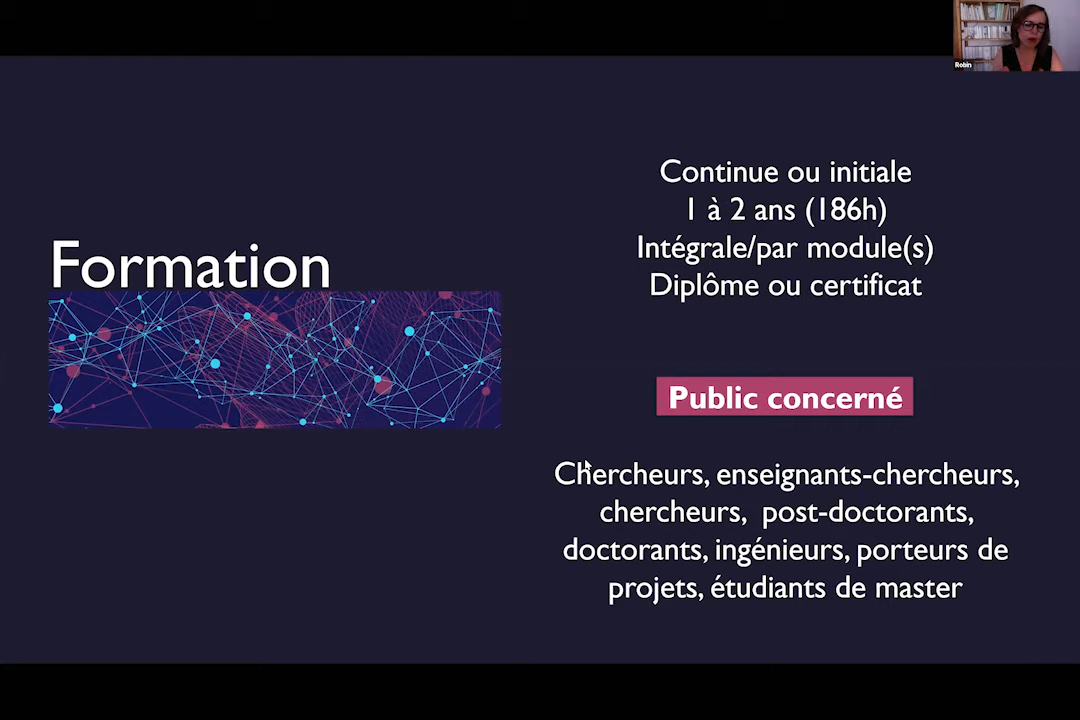 Robin
Formation
Continue ou initiale
1 à 2 ans (186h)
Intégrale/par module(s)
Diplôme ou certificat
Public concerné
Chercheurs, enseignants-chercheurs,
chercheurs, post-doctorants,
doctorants, ingénieurs, porteurs de
projets, étudiants de master